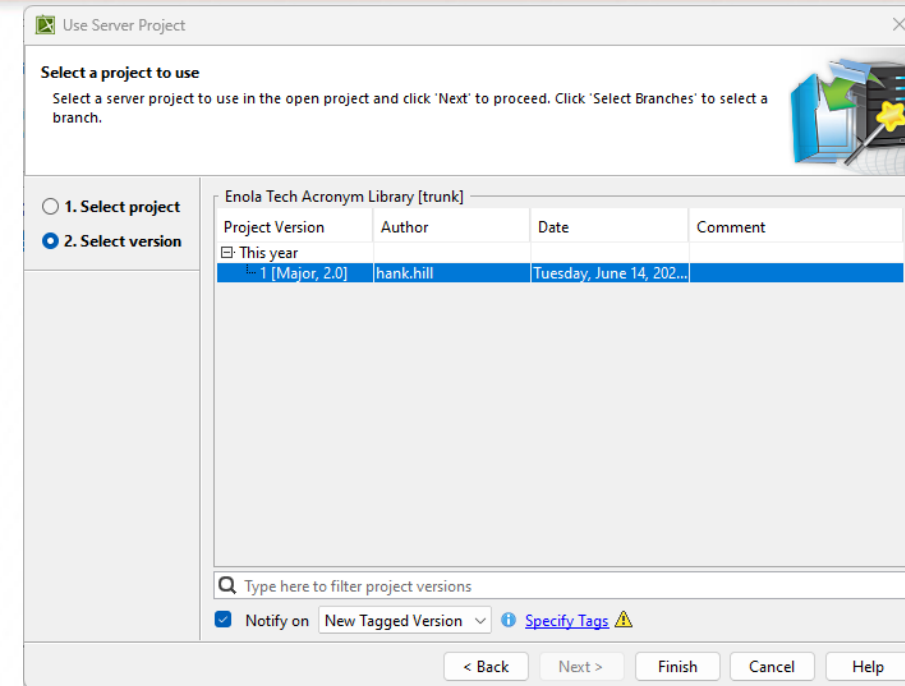 Use Server Project
Select a project to use
Select a server project to use in the open project and click 'Next' to proceed. Click 'Select Branches' to select a
branch.
1. Select project
2. Select version
Enola Tech Acronym Library [trunk]
Project Version Author Date Comment
This year
1 [Major, 2.0] hank.hill Tuesday, June 14, 202...
Type here to filter project versions
Notify on New Tagged Version Specify Tags
< Back Next > Finish Cancel Help